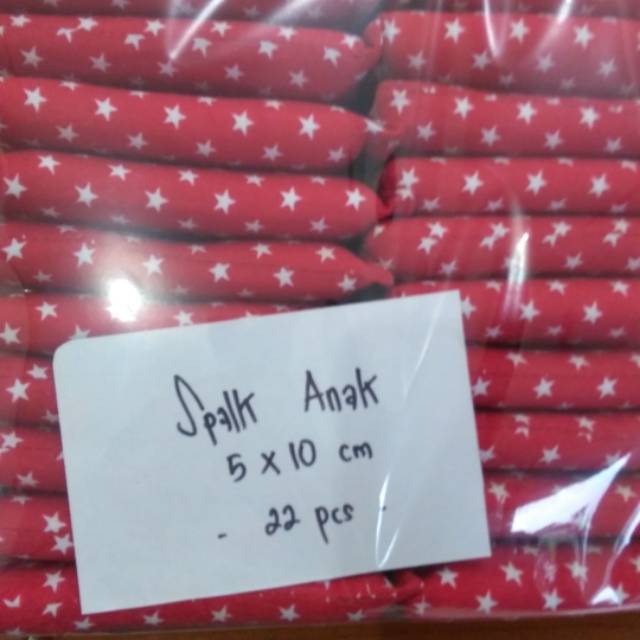 Spalk Anak
5 x 10 cm
- 22 pcs -